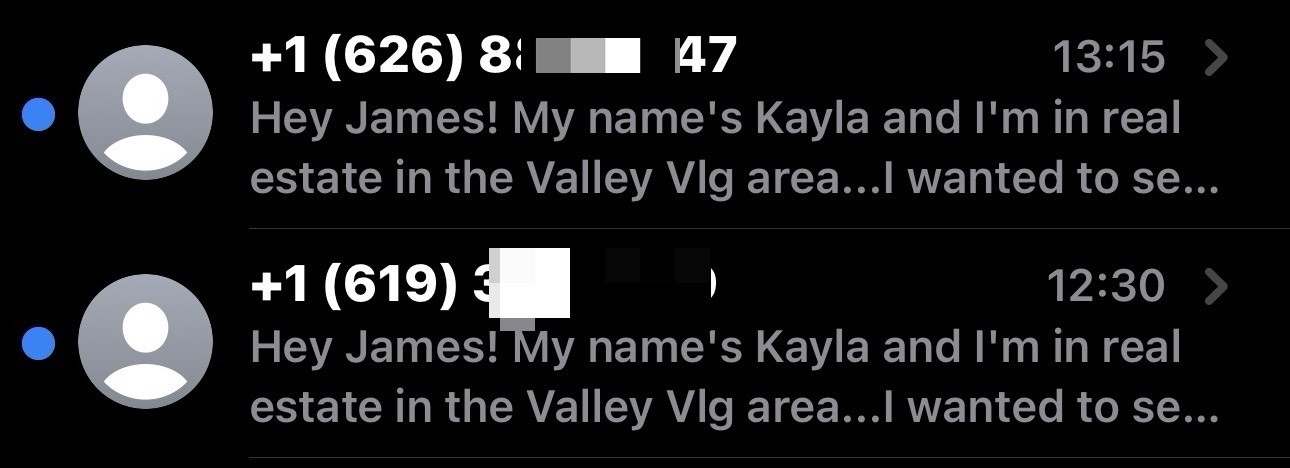 +1 (626) 8 47
13:15
Hey James! My name's Kayla and I'm in real
estate in the Valley Vlg area...I wanted to se...
+1 (619) 3
12:30
Hey James! My name's Kayla and I'm in real
estate in the Valley Vlg area...I wanted to se...